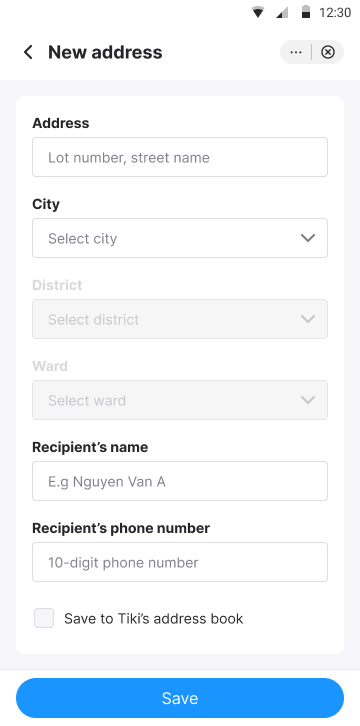 12:30
New address
Address
Lot number, street name
City
Select city
District
Select district
Ward
Select ward
Recipient’s name
E.g Nguyen Van A
Recipient’s phone number
10-digit phone number
Save to Tiki’s address book
Save